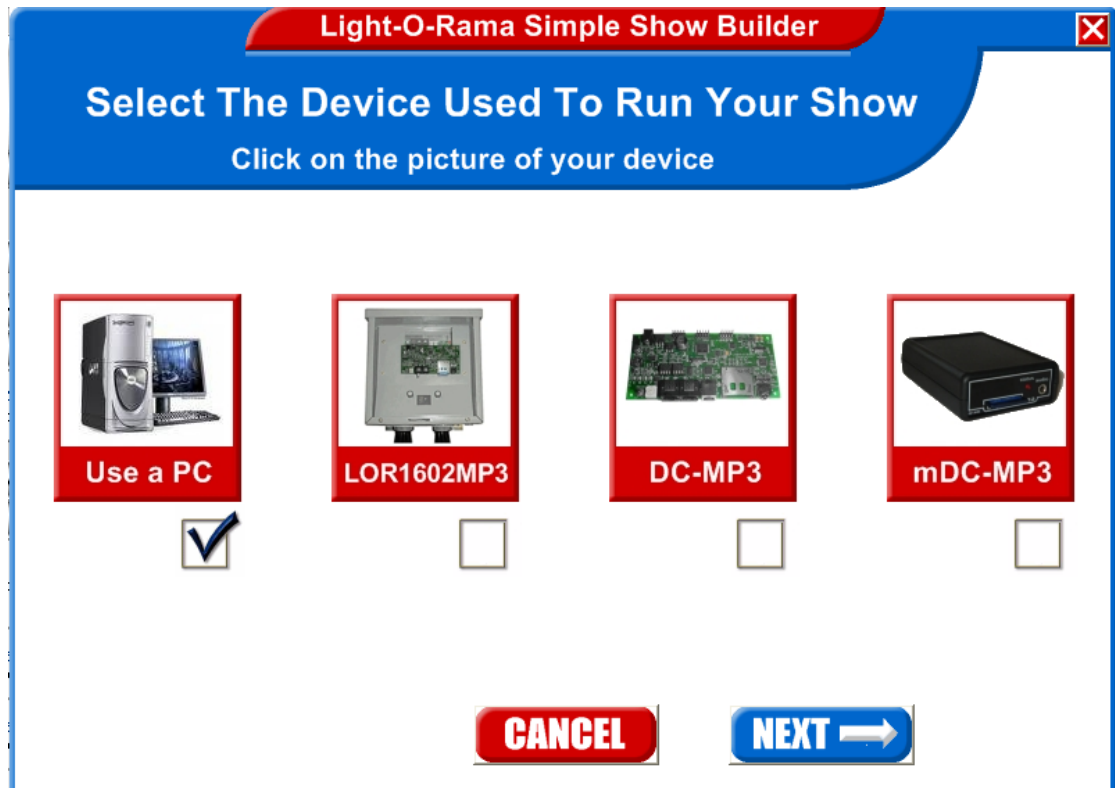 Light-O-Rama Simple Show Builder
Select The Device Used To Run Your Show
Click on the picture of your device
Use a PC
LOR1602MP3
DC-MP3
mDC-MP3
CANCEL
NEXT